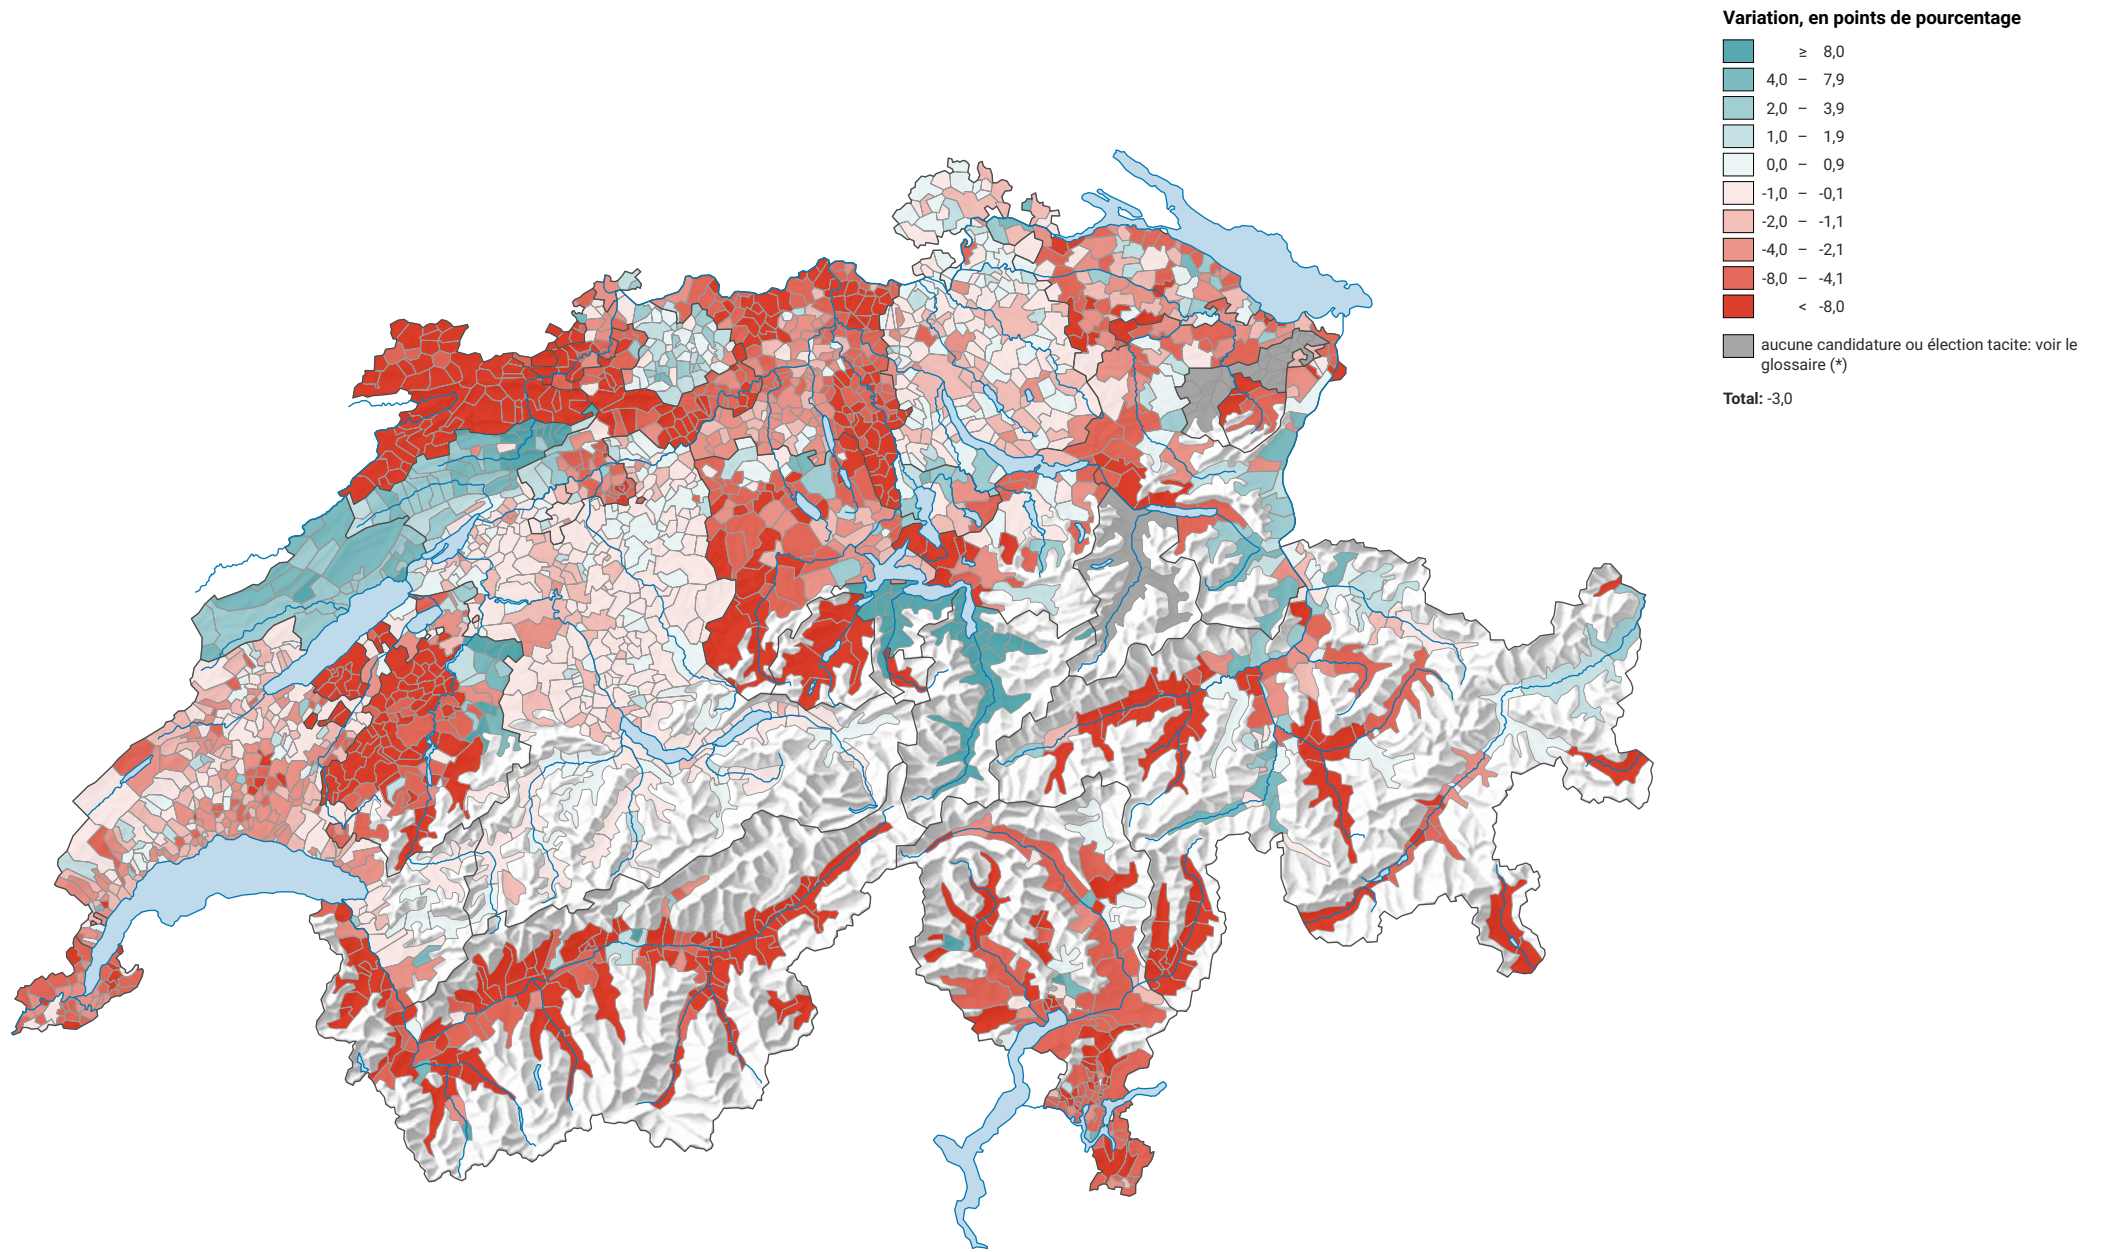 Variation, en points de pourcentage
≥ 8,0
4,0 – 7,9
2,0 – 3,9
1,0 – 1,9
0,0 – 0,9
-1,0 – -0,1
-2,0 – -1,1
-4,0 – -2,1
-8,0 – -4,1
< -8,0
aucune candidature ou élection tacite: voir le
glossaire (*)
Total: -3,0